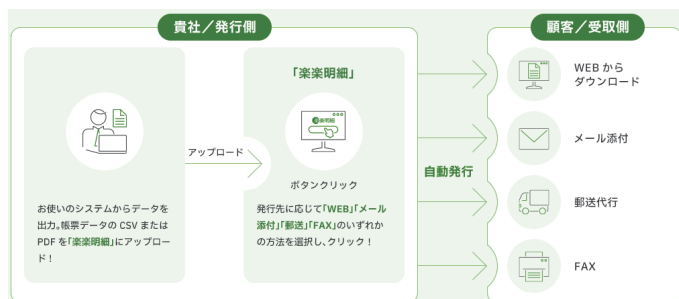 貴社／発行側
お使いのシステムからデータを
出力。帳票データの CSV または
PDF を「楽楽明細」にアップロー
ド！
アップロード
「楽楽明細」
楽楽明細
ボタンクリック
発行先に応じて「WEB」「メール
添付」「郵送」「FAX」のいずれか
の方法を選択し、クリック！
自動発行
顧客／受取側
WEB から
ダウンロード
メール添付
郵送代行
FAX